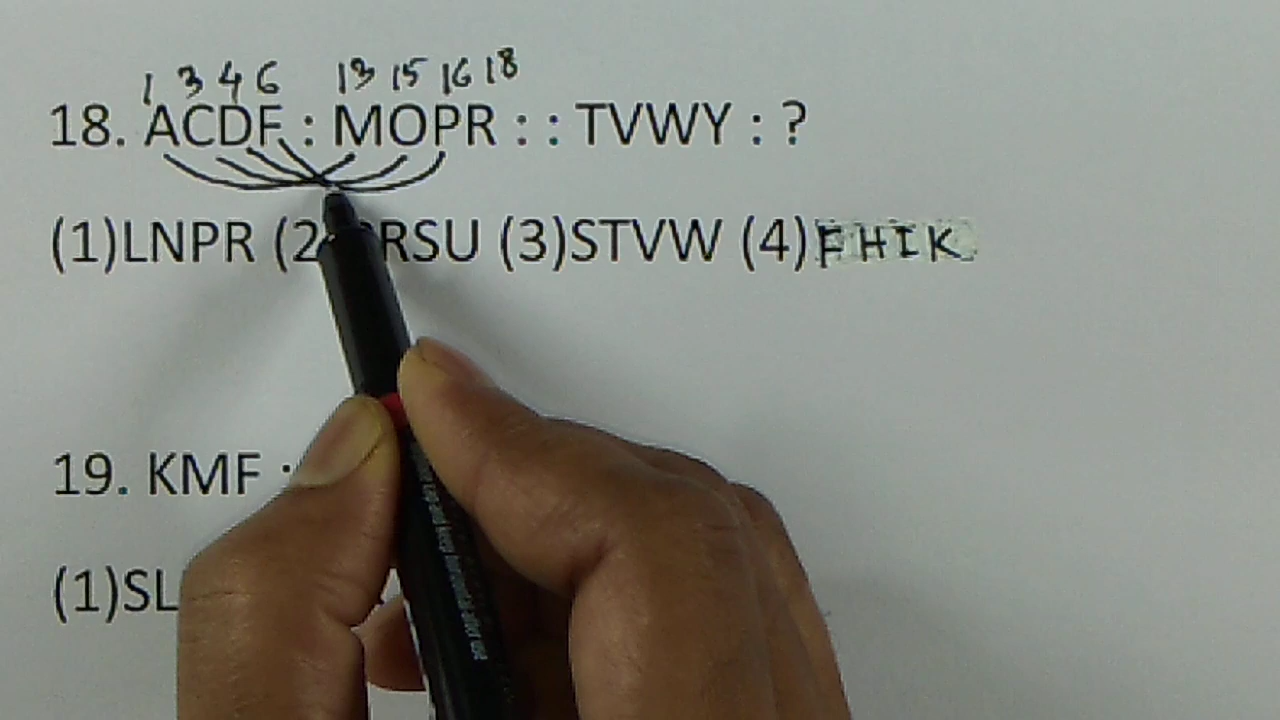 1 3 4 6 13 15 16 18
18. ACDF : MOPR : : TVWY : ?
(1)LNPR (2 RSU (3)STVW (4)FHIK
19. KMF :
(1)SL